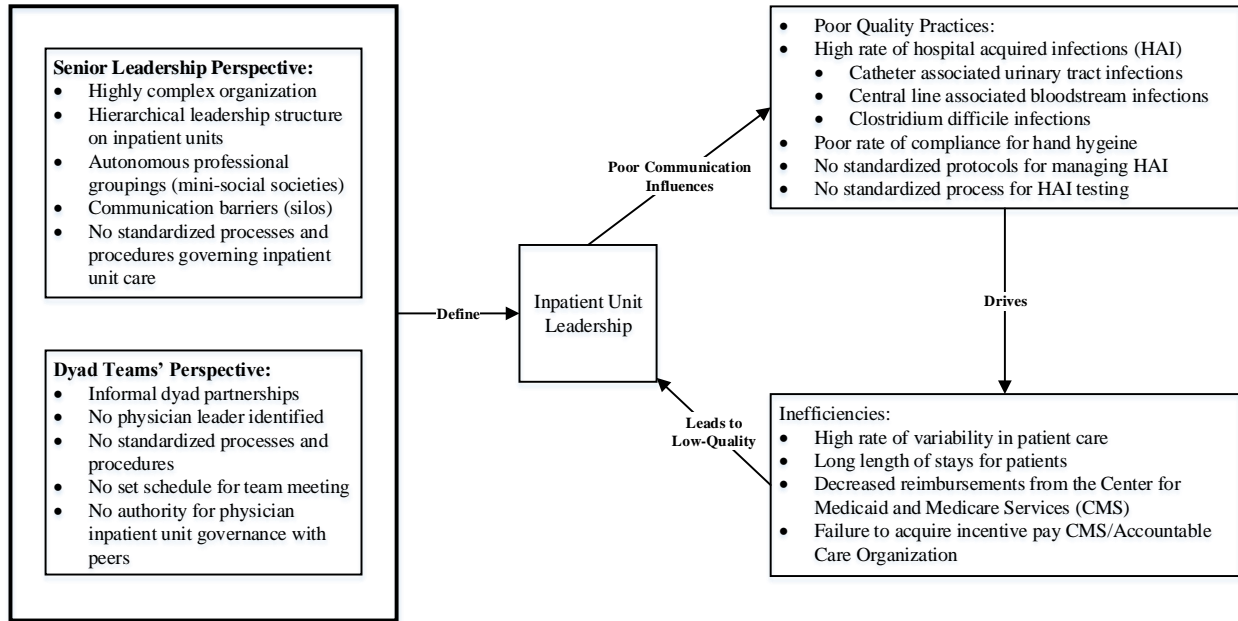 Senior Leadership Perspective:
• Highly complex organization
• Hierarchical leadership structure
on inpatient units
• Autonomous professional
groupings (mini-social societies)
• Communication barriers (silos)
• No standardized processes and
procedures governing inpatient
unit care
Dyad Teams’ Perspective:
• Informal dyad partnerships
• No physician leader identified
• No standardized processes and
procedures
• No set schedule for team meeting
• No authority for physician
inpatient unit governance with
peers
Define
Inpatient Unit
Leadership
Poor Communication
Influences
• Poor Quality Practices:
• High rate of hospital acquired infections (HAI)
• Catheter associated urinary tract infections
• Central line associated bloodstream infections
• Clostridium difficile infections
• Poor rate of compliance for hand hygeine
• No standardized protocols for managing HAI
• No standardized process for HAI testing
Drives
Inefficiencies:
• High rate of variability in patient care
• Long length of stays for patients
• Decreased reimbursements from the Center for
Medicaid and Medicare Services (CMS)
• Failure to acquire incentive pay CMS/Accountable
Care Organization
Leads to
Low-Quality